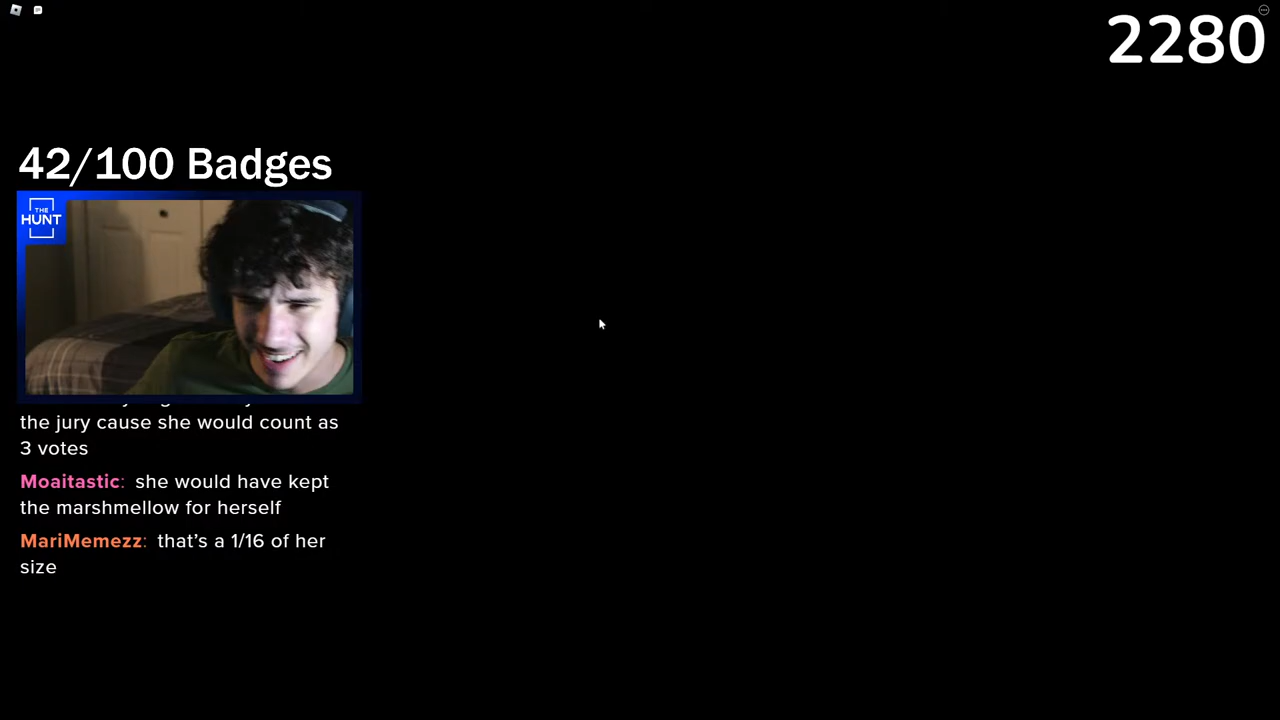 2280
42/100 Badges
THE
HUNT
the jury cause she would count as
3 votes
Moaitastic: she would have kept
the marshmellow for herself
MariMemezz: that’s a 1/16 of her
size